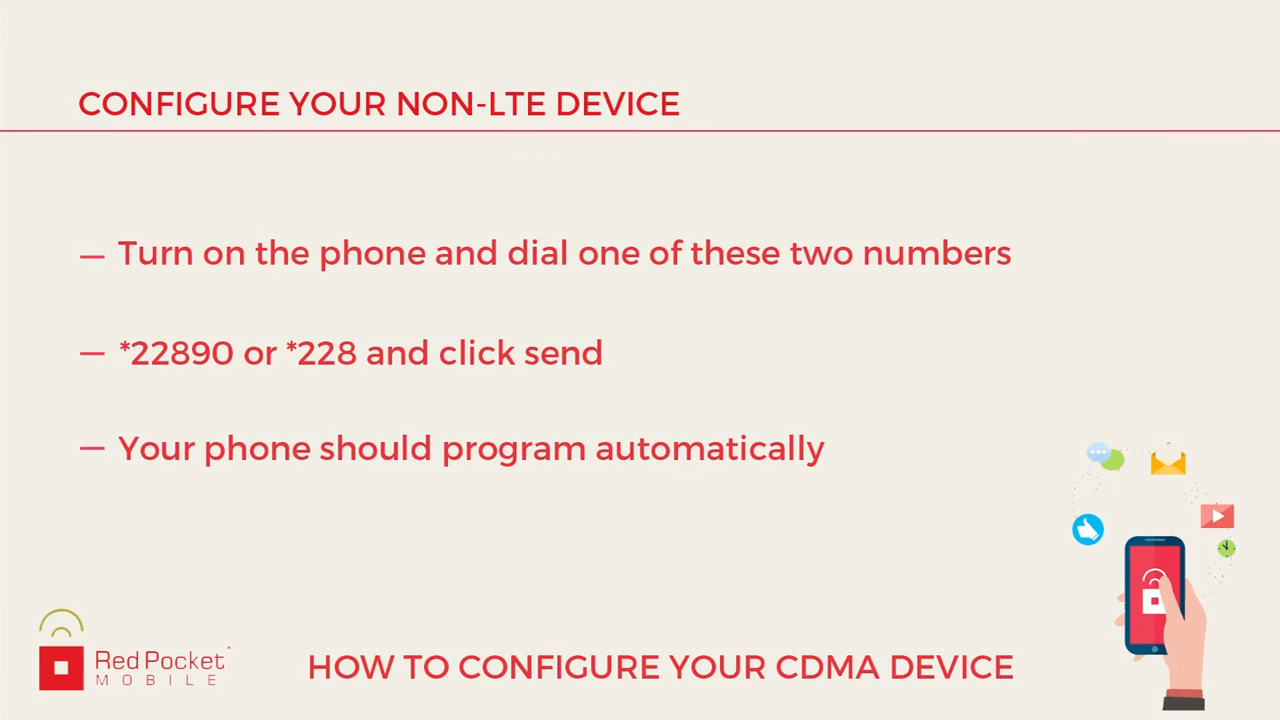 CONFIGURE YOUR NON-LTE DEVICE
— Turn on the phone and dial one of these two numbers
— *22890 or *228 and click send
— Your phone should program automatically
Red Pocket
MOBILE
HOW TO CONFIGURE YOUR CDMA DEVICE